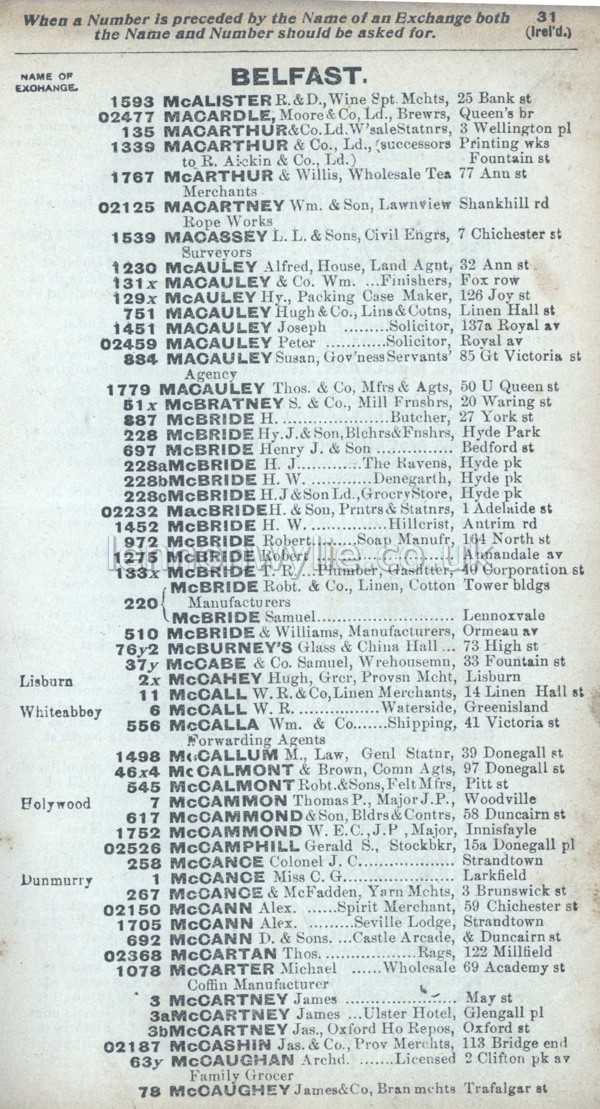 When a Number is preceded by the Name of an Exchange both 31
the Name and Number should be asked for. (Irel'd.)
NAME OF
EXCHANGE.
BELFAST.
1593 McALISTER R. & D., Wine Spt. Mchts, 25 Bank st
02477 MACARDLE, Moore & Co, Ld., Brewrs, Queen's br
135 MACARTHUR & Co. Ld. W'sale Statnrs, 3 Wellington pl
1339 MACARTHUR & Co., Ld., (successors Printing wks
to R. Aickin & Co., Ld.) Fountain st
1767 McARTHUR & Willis, Wholesale Tea 77 Ann st
Merchants
02125 MACARTNEY Wm. & Son, Lawnview Shankhill rd
Rope Works
1539 MACASSEY L. L. & Sons, Civil Engrs, 7 Chichester st
Surveyors
1230 McAULEY Alfred, House, Land Agnt, 32 Ann st
131x MACAULEY & Co. Wm. ...Finishers, Fox row
129x McAULEY Hy., Packing Case Maker, 126 Joy st
751 MACAULEY Hugh & Co., Lins & Cotns, Linen Hall st
1451 MACAULEY Joseph .........Solicitor, 137a Royal av
02459 MACAULEY Peter ............Solicitor, Royal av
884 MACAULEY Susan, Gov'ness Servants' 85 Gt Victoria st
Agency
1779 MACAULEY Thos. & Co, Mfrs & Agts, 50 U Queen st
51x McBRATNEY S. & Co., Mill Frnshrs, 20 Waring st
887 McBRIDE H. ......................Butcher, 27 York st
228 McBRIDE Hy. J. & Son, Blchrs & Fnshrs, Hyde Park
697 McBRIDE Henry J. & Son ............... Bedford st
228a McBRIDE H. J.............The Ravens, Hyde pk
228b McBRIDE H. W. ............Denegarth, Hyde pk
228c McBRIDE H. J & Son Ld., Grocry Store, Hyde pk
02232 MacBRIDE H. & Son, Prntrs & Statnrs, 1 Adelaide st
1452 McBRIDE H. W. ...............Hillcrist, Antrim rd
972 McBRIDE Robert......Soap Manufr, 164 North st
1275 McBRIDE Robert ..................... Annandale av
lennonwylie.co.uk
133x McBRIDE T. R....Plumber, Gasfitter, 40 Corporation st
McBRIDE Robt. & Co., Linen, Cotton Tower bldgs
220 { Manufacturers
McBRIDE Samuel........................... Lennoxvale
510 McBRIDE & Williams, Manufacturers, Ormeau av
76y2 McBURNEY'S Glass & China Hall ... 73 High st
37y McCABE & Co. Samuel, Wrehousemn, 33 Fountain st
Lisburn 2x McCAHEY Hugh, Grcr, Provsn Mcht, Lisburn
11 McCALL W. R. & Co, Linen Merchants, 14 Linen Hall st
Whiteabbey 6 McCALL W. R. ...............Waterside, Greenisland
556 McCALLA Wm. & Co.......Shipping, 41 Victoria st
Forwarding Agents
1498 McCALLUM M., Law, Genl Statnr, 39 Donegall st
46x4 McCALMONT & Brown, Comn Agts, 97 Donegall st
545 McCALMONT Robt. & Sons, Felt Mfrs, Pitt st
Holywood 7 McCAMMON Thomas P., Major J.P., Woodville
617 McCAMMOND & Son, Bldrs & Contrs, 58 Duncairn st
1752 McCAMMOND W. E. C., J.P , Major, Innisfayle
02526 McCAMPHILL Gerald S., Stockbkr, 15a Donegall pl
258 McCANCE Colonel J. C............... Strandtown
Dunmurry 1 McCANCE Miss C. G.................. Larkfield
267 McCANCE & McFadden, Yarn Mchts, 3 Brunswick st
02150 McCANN Alex. ......Spirit Merchant, 59 Chichester st
1705 McCANN Alex. .........Seville Lodge, Strandtown
692 McCANN D. & Sons. ...Castle Arcade, & Duncairn st
02368 McCARTAN Thos....................Rags, 122 Millfield
1078 McCARTER Michael ......Wholesale 69 Academy st
Coffin Manufacturer
3 McCARTNEY James ..................... May st
3a McCARTNEY James ...Ulster Hotel, Glengall pl
3b McCARTNEY Jas., Oxford Ho Repos, Oxford st
02187 McCASHIN Jas. & Co., Prov Merchts, 113 Bridge end
63y McCAUGHAN Archd. .......Licensed 2 Clifton pk av
Family Grocer
78 McCAUGHEY James & Co, Bran mchts Trafalgar st